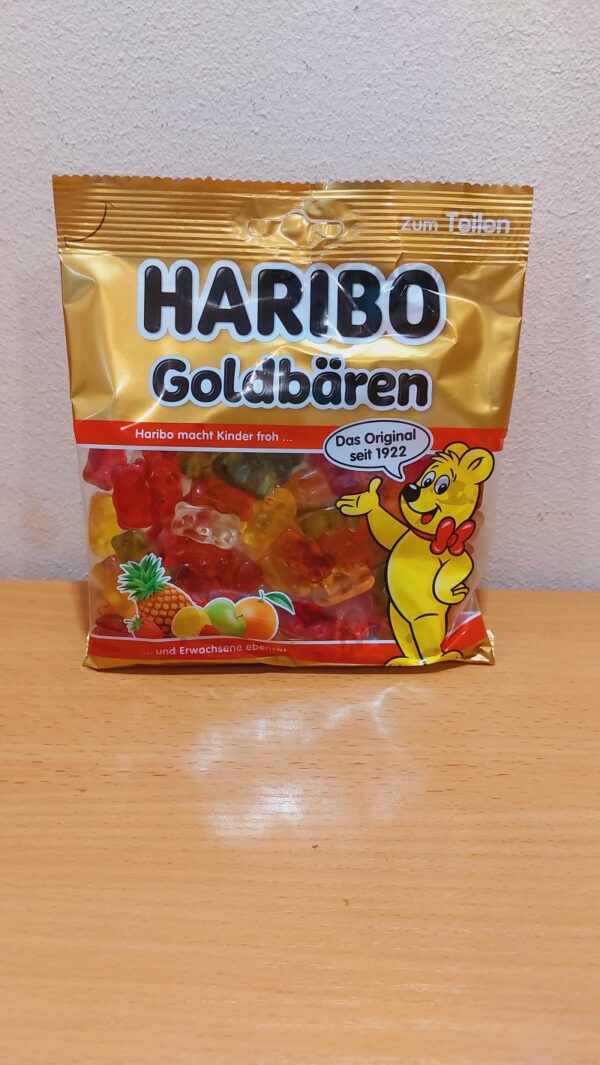 Zum Teilen
HARIBO
Goldbären
Haribo macht Kinder froh ...
Das Original
seit 1922
... und Erwachsene ebenso!